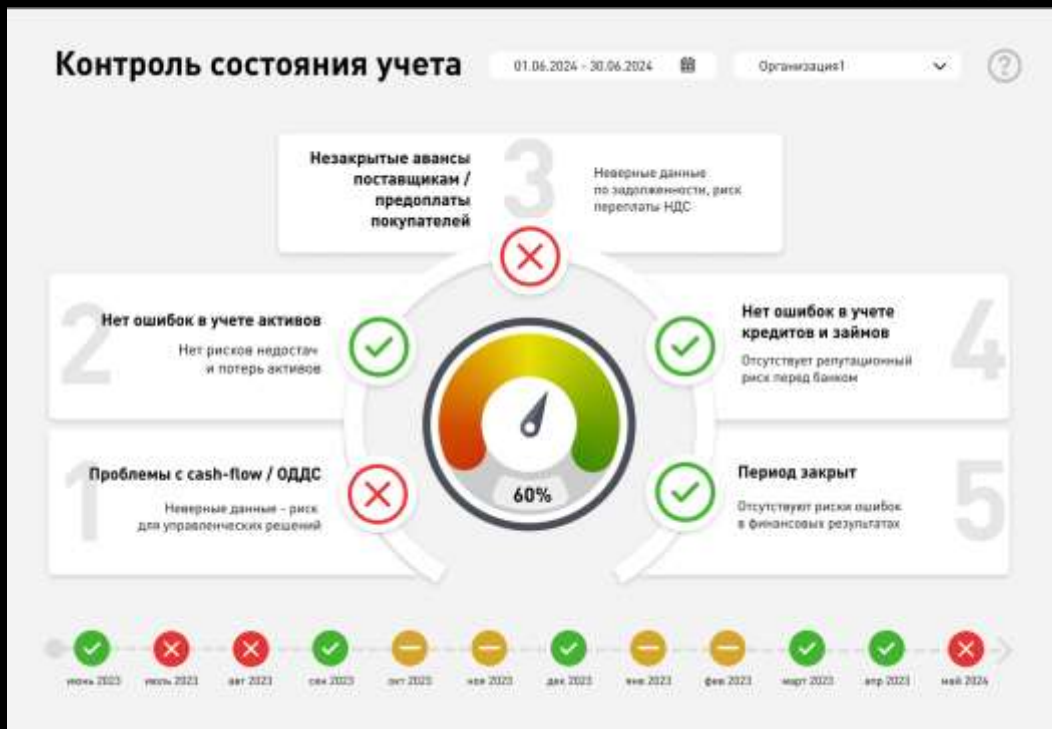 Контроль состояния учета
01.06.2024 - 30.06.2024
Организация1
?
3
Незакрытые авансы
поставщикам /
предоплаты
покупателей
Неверные данные
по задолженности, риск
переплаты НДС
2
Нет ошибок в учете активов
Нет рисков недостач
и потерь активов
4
Нет ошибок в учете
кредитов и займов
Отсутствует репутационный
риск перед банком
1
Проблемы с cash-flow / ОДДС
Неверные данные - риск
для управленческих решений
60%
5
Период закрыт
Отсутствуют риски ошибок
в финансовых результатах
июнь 2023
июль 2023
авг 2023
сен 2023
окт 2023
ноя 2023
дек 2023
янв 2023
фев 2023
март 2023
апр 2023
май 2024